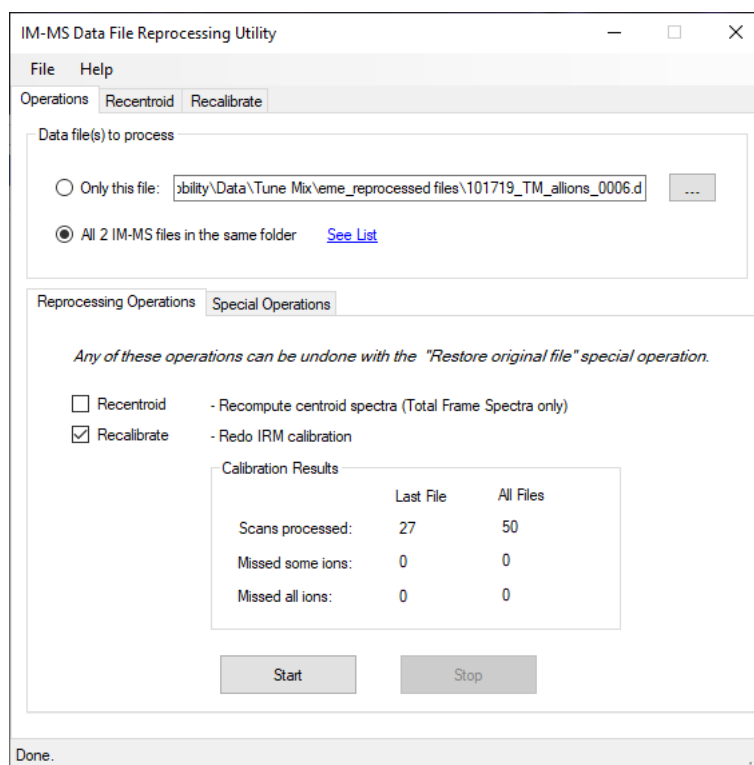 IM-MS Data File Reprocessing Utility
File Help
Operations Recentroid Recalibrate
Data file(s) to process
Only this file: obility\Data\Tune Mix\eme_reprocessed files\101719_TM_allions_0006.d ...
All 2 IM-MS files in the same folder See List
Reprocessing Operations Special Operations
Any of these operations can be undone with the "Restore original file" special operation.
Recentroid - Recompute centroid spectra (Total Frame Spectra only)
Recalibrate - Redo IRM calibration
Calibration Results
Last File All Files
Scans processed: 27 50
Missed some ions: 0 0
Missed all ions: 0 0
Start Stop
Done.